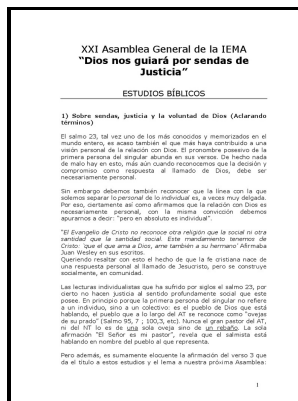 XXI Asamblea General de la IEMA
“Dios nos guiará por sendas de
Justicia”
ESTUDIOS BÍBLICOS
1) Sobre sendas, justicia y la voluntad de Dios (Aclarando
términos)
El salmo 23, tal vez uno de los más conocidos y memorizados en el
mundo entero, es acaso también el que más haya contribuido a una
visión personal de la relación con Dios. El pronombre posesivo de la
primera persona del singular abunda en sus versos. De hecho nada
de malo hay en esto, más aún cuando reconocemos que la decisión y
compromiso como respuesta al llamado de Dios, debe ser
necesariamente personal.
Sin embargo debemos también reconocer que la línea con la que
solemos separar lo personal de lo individual es, a veces muy delgada.
Por eso, ciertamente así como afirmamos que la relación con Dios es
necesariamente personal, con la misma convicción debemos
apurarnos a decir: “pero en absoluto es individual”.
“El Evangelio de Cristo no reconoce otra religión que la social ni otra
santidad que la santidad social. Este mandamiento tenemos de
Cristo: ‘que el que ama a Dios, ame también a su hermano’ Afirmaba
Juan Wesley en sus escritos.
Queriendo resaltar con esto el hecho de que la fe cristiana nace de
una respuesta personal al llamado de Jesucristo, pero se construye
socialmente, en comunidad.
Las lecturas individualistas que ha sufrido por siglos el salmo 23, por
cierto no hacen justicia al sentido profundamente social que este
posee. En principio porque la primera persona del singular no refiere
a un individuo, sino a un colectivo: es el pueblo de Dios que está
hablando, el pueblo que a lo largo del AT se reconoce como “ovejas
de su prado” (Salmo 95, 7 ; 100,3, etc). Nunca el gran pastor del AT,
ni del NT lo es de una sola oveja sino de un rebaño. La sola
afirmación “El Señor es mi pastor”, revela que el salmista está
hablando en nombre del pueblo al que representa.
Pero además, es sumamente elocuente la afirmación del verso 3 que
da el título a estos estudios y el lema a nuestra próxima Asamblea:
1